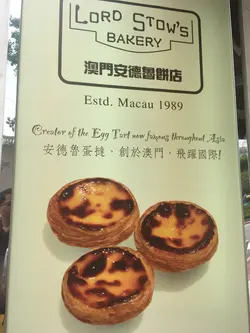 LORD STOW'S
BAKERY
澳門安德魯餅店
Estd. Macau 1989
Creator of the Egg Tart now famous throughout Asia
安德魯蛋撻．創於澳門．飛躍國際!